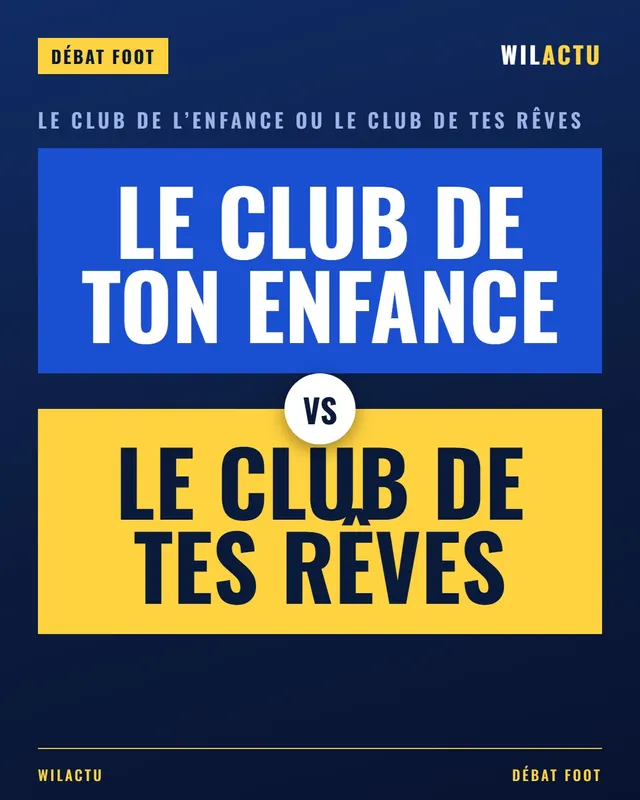 DÉBAT FOOT
WILACTU
LE CLUB DE L’ENFANCE OU LE CLUB DE TES RÊVES
LE CLUB DE
TON ENFANCE
VS
LE CLUB DE
TES RÊVES
WILACTU
DÉBAT FOOT